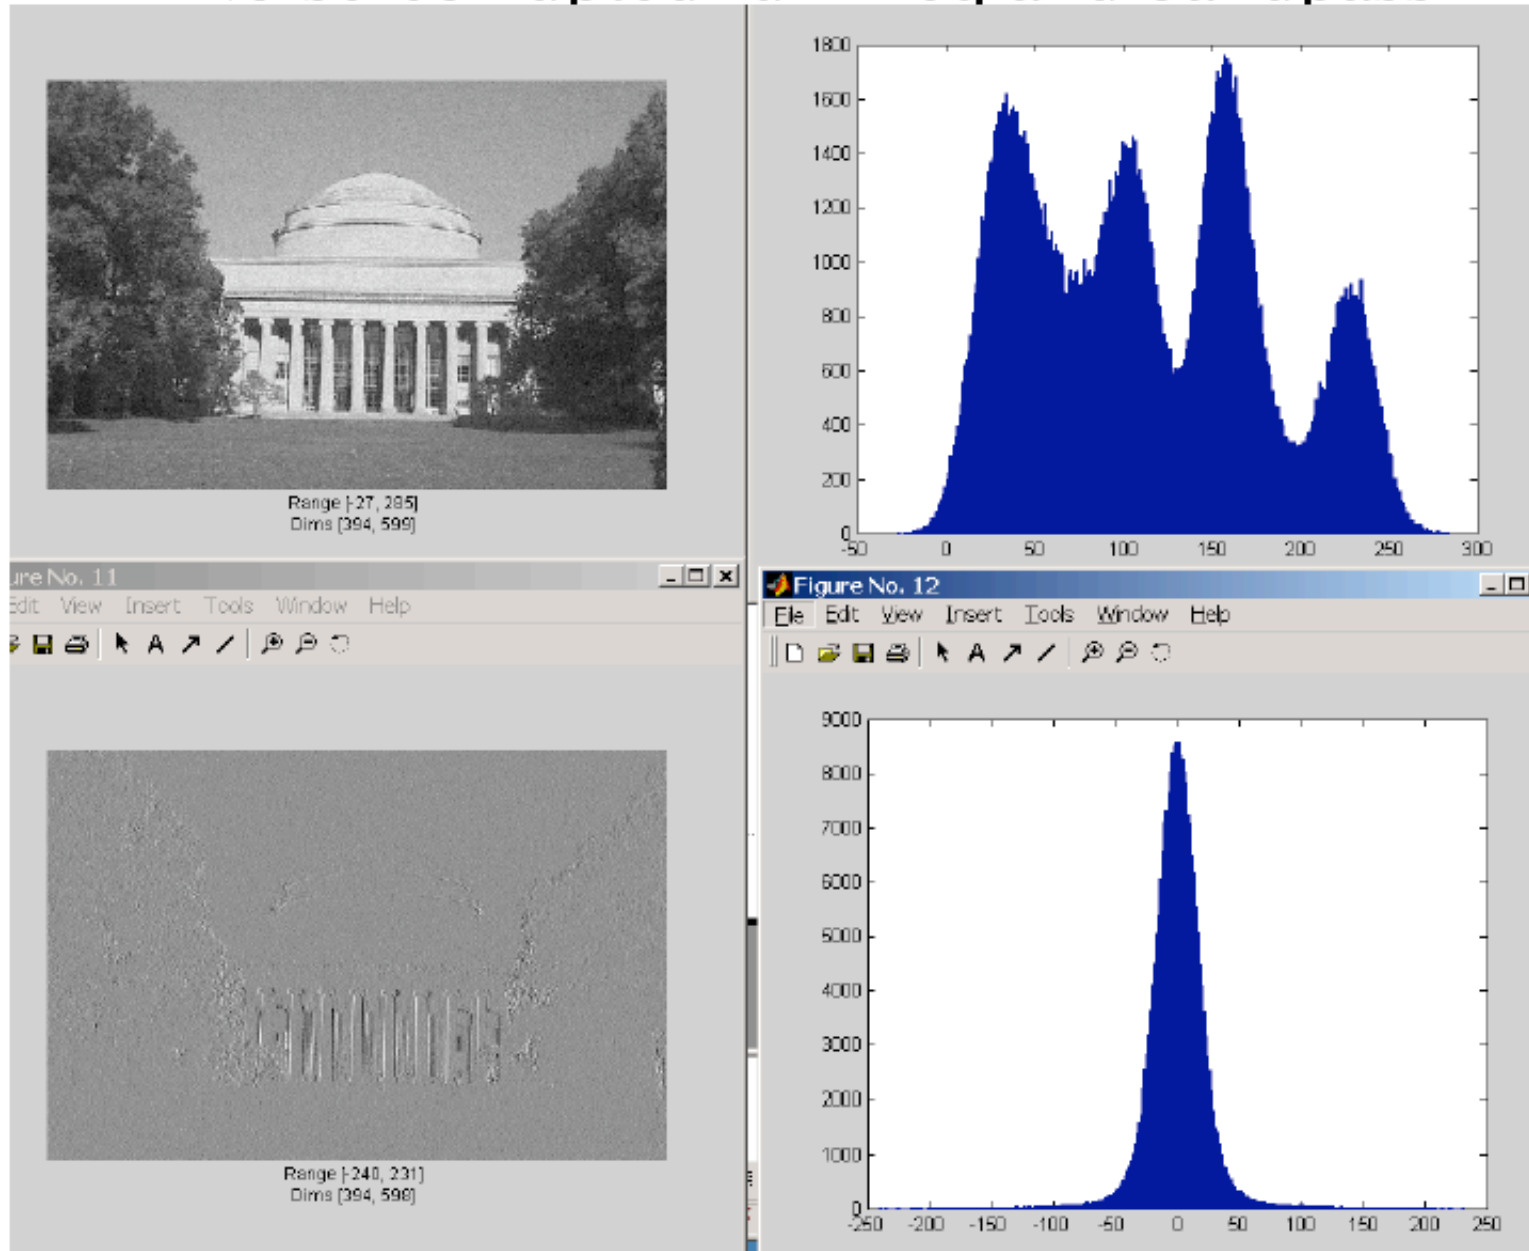 1800
1600
1400
1200
1000
800
600
400
200
0
-50 0 50 100 150 200 250 300
Range [-27, 285]
Dims [394, 599]
ure No. 11
Edit View Insert Tools Window Help
A
Figure No. 12
File Edit View Insert Tools Window Help
A
9000
8000
7000
6000
5000
4000
3000
2000
1000
0
-250 -200 -150 -100 -50 0 50 100 150 200 250
Range [-240, 231]
Dims [394, 598]